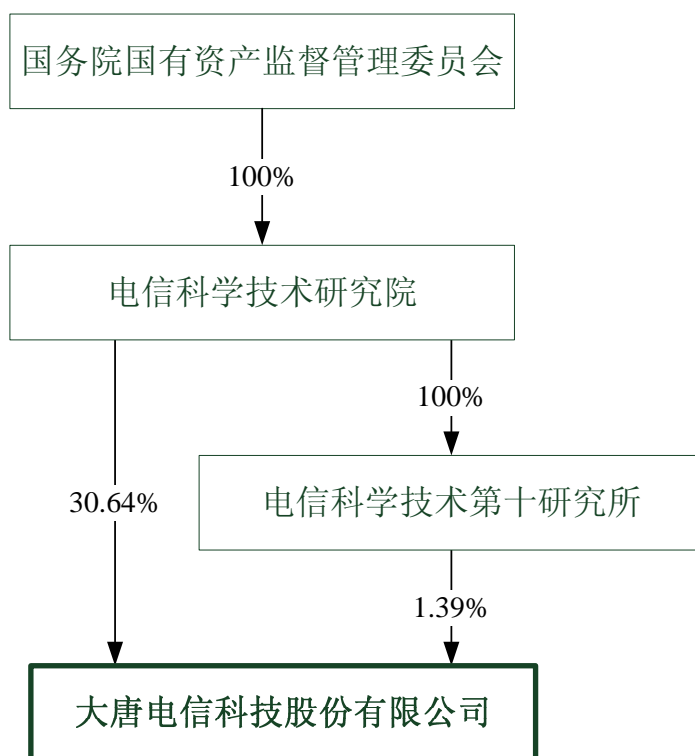 国务院国有资产监督管理委员会
100%
电信科学技术研究院
100%
30.64%
电信科学技术第十研究所
1.39%
大唐电信科技股份有限公司